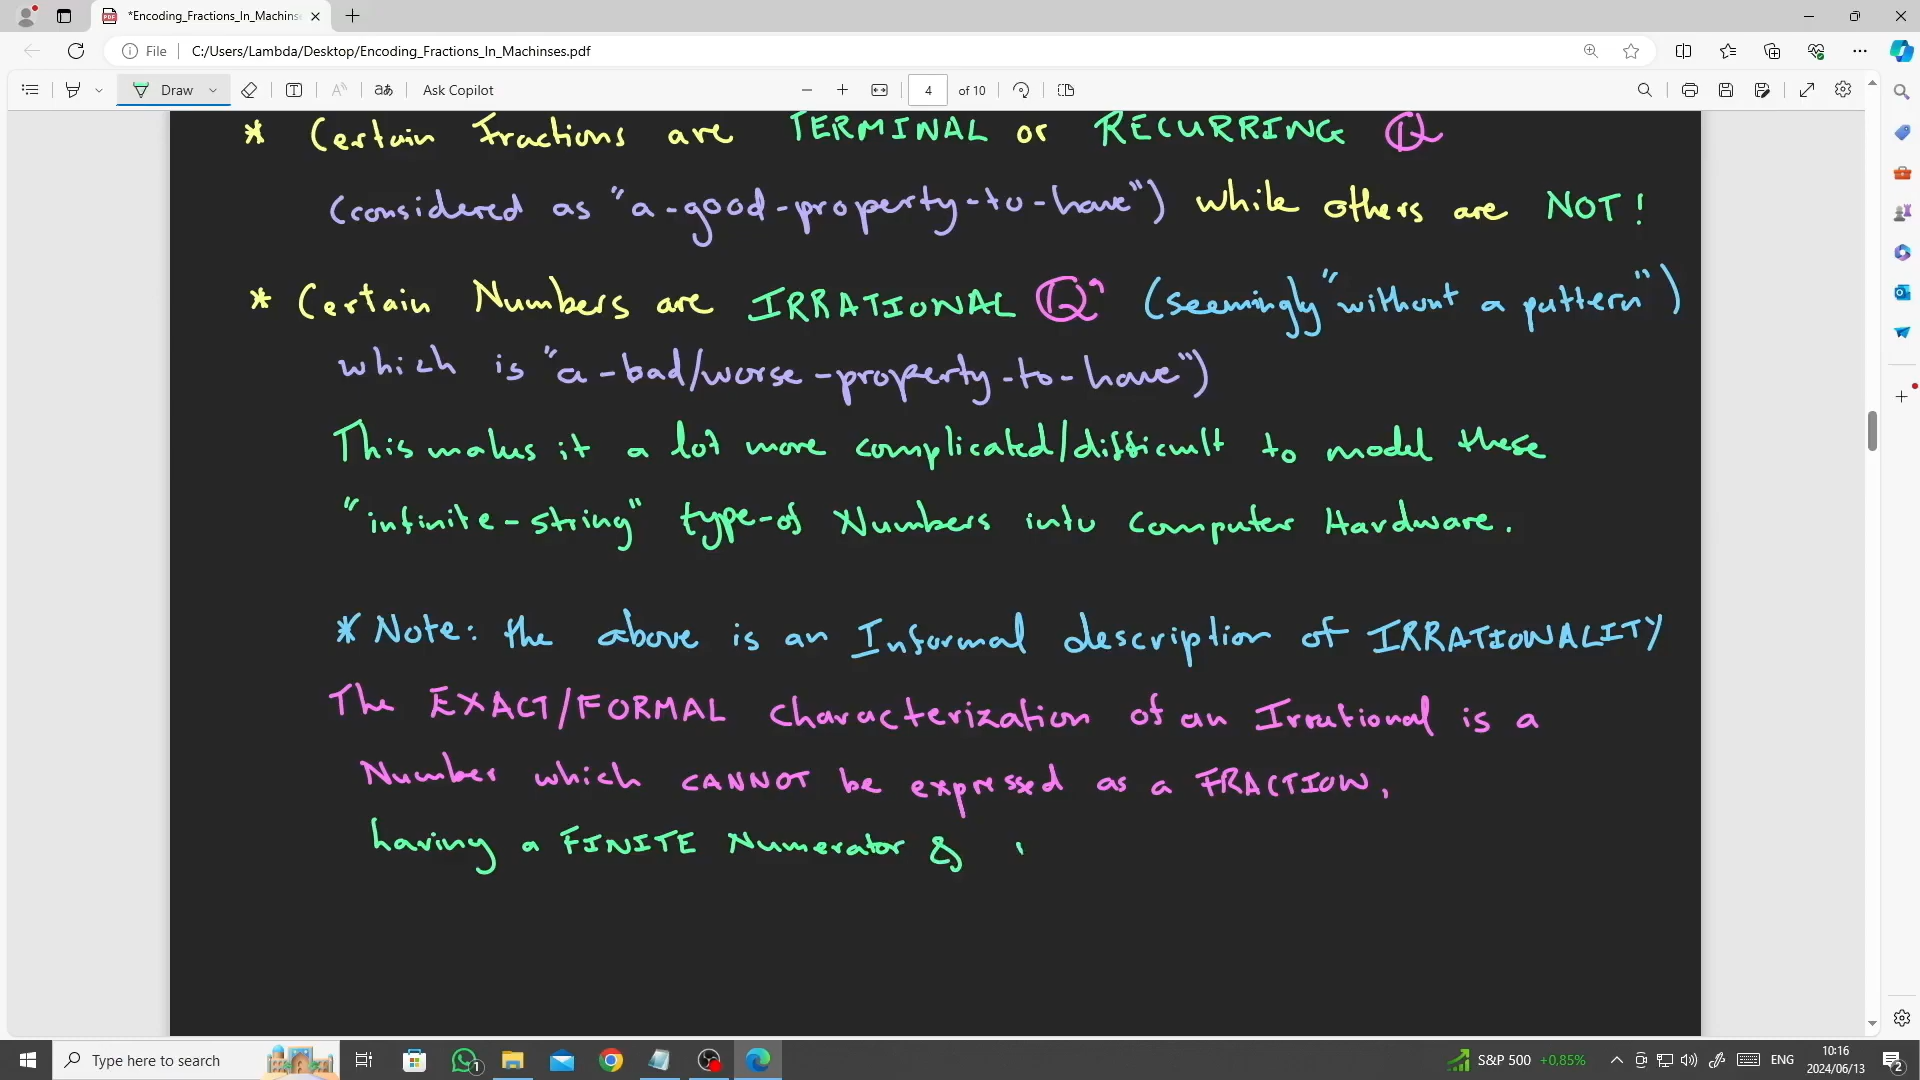 *Encoding_Fractions_In_Machins
File C:/Users/Lambda/Desktop/Encoding_Fractions_In_Machinses.pdf
Draw aあ Ask Copilot 4 of 10
* Certain Fractions are TERMINAL or RECURRING Q
(considered as "a-good-property-to-have") while others are NOT!
* Certain Numbers are IRRATIONAL Q' (seemingly "without a pattern")
which is "a-bad/worse-property-to-have")
This makes it a lot more complicated/difficult to model these
"infinite-string" type-of Numbers into Computer Hardware.
* Note: the above is an Informal description of IRRATIONALITY
The EXACT/FORMAL characterization of an Irrational is a
Number which CANNOT be expressed as a FRACTION,
having a FINITE Numerator &
Type here to search
1
S&P 500 +0,85%
ENG
10:16
2024/06/13
2